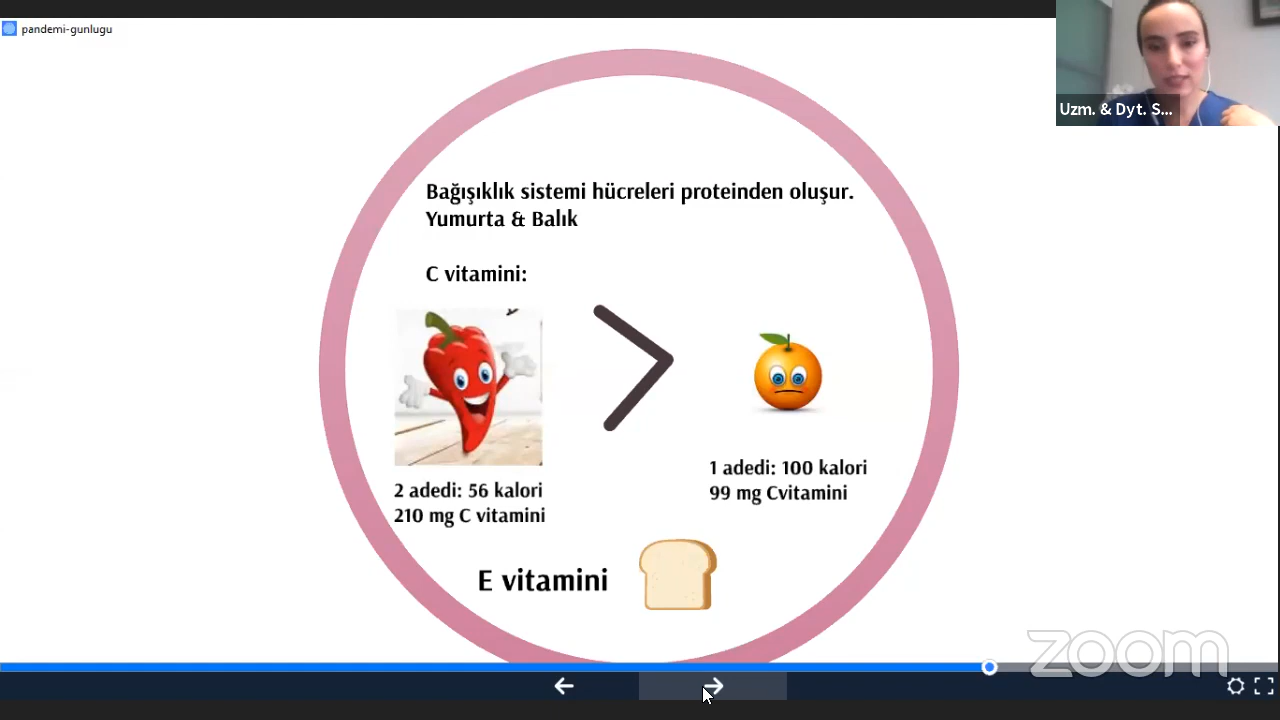 pandemi-gunlugu
Uzm. & Dyt. S...
Bağışıklık sistemi hücreleri proteinden oluşur.
Yumurta & Balık
C vitamini:
2 adedi: 56 kalori
210 mg C vitamini
1 adedi: 100 kalori
99 mg Cvitamini
E vitamini
zoom